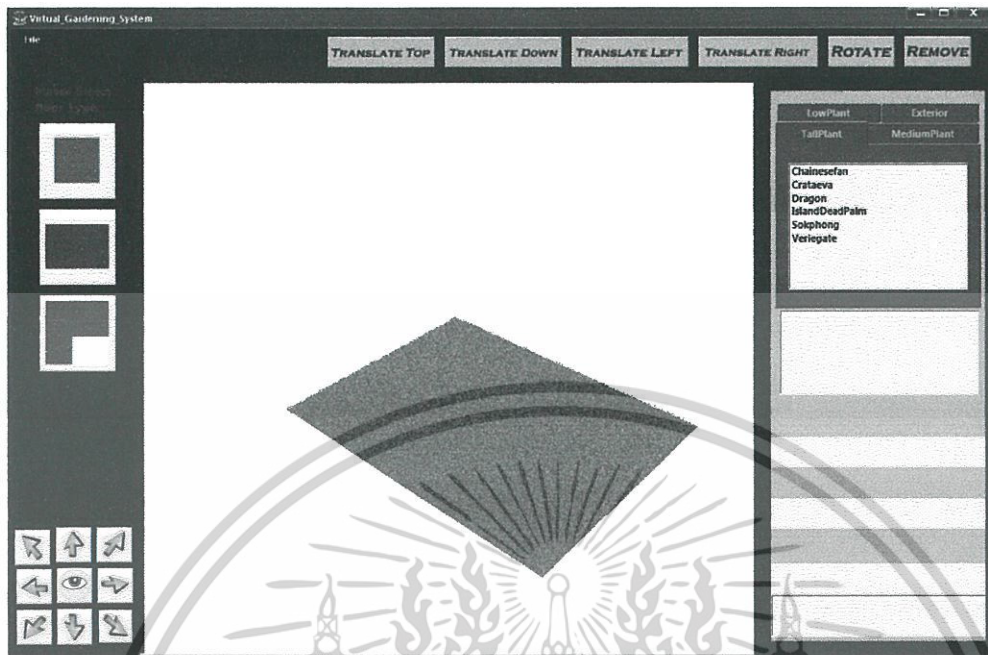 Virtual_Gardening_System
File
TRANSLATE TOP
TRANSLATE DOWN
TRANSLATE LEFT
TRANSLATE RIGHT
ROTATE
REMOVE
LowPlant
Exterior
TallPlant
MediumPlant
Chainesefan
Crataeva
Dragon
IslandDeadPalm
Sokphong
Veriegate